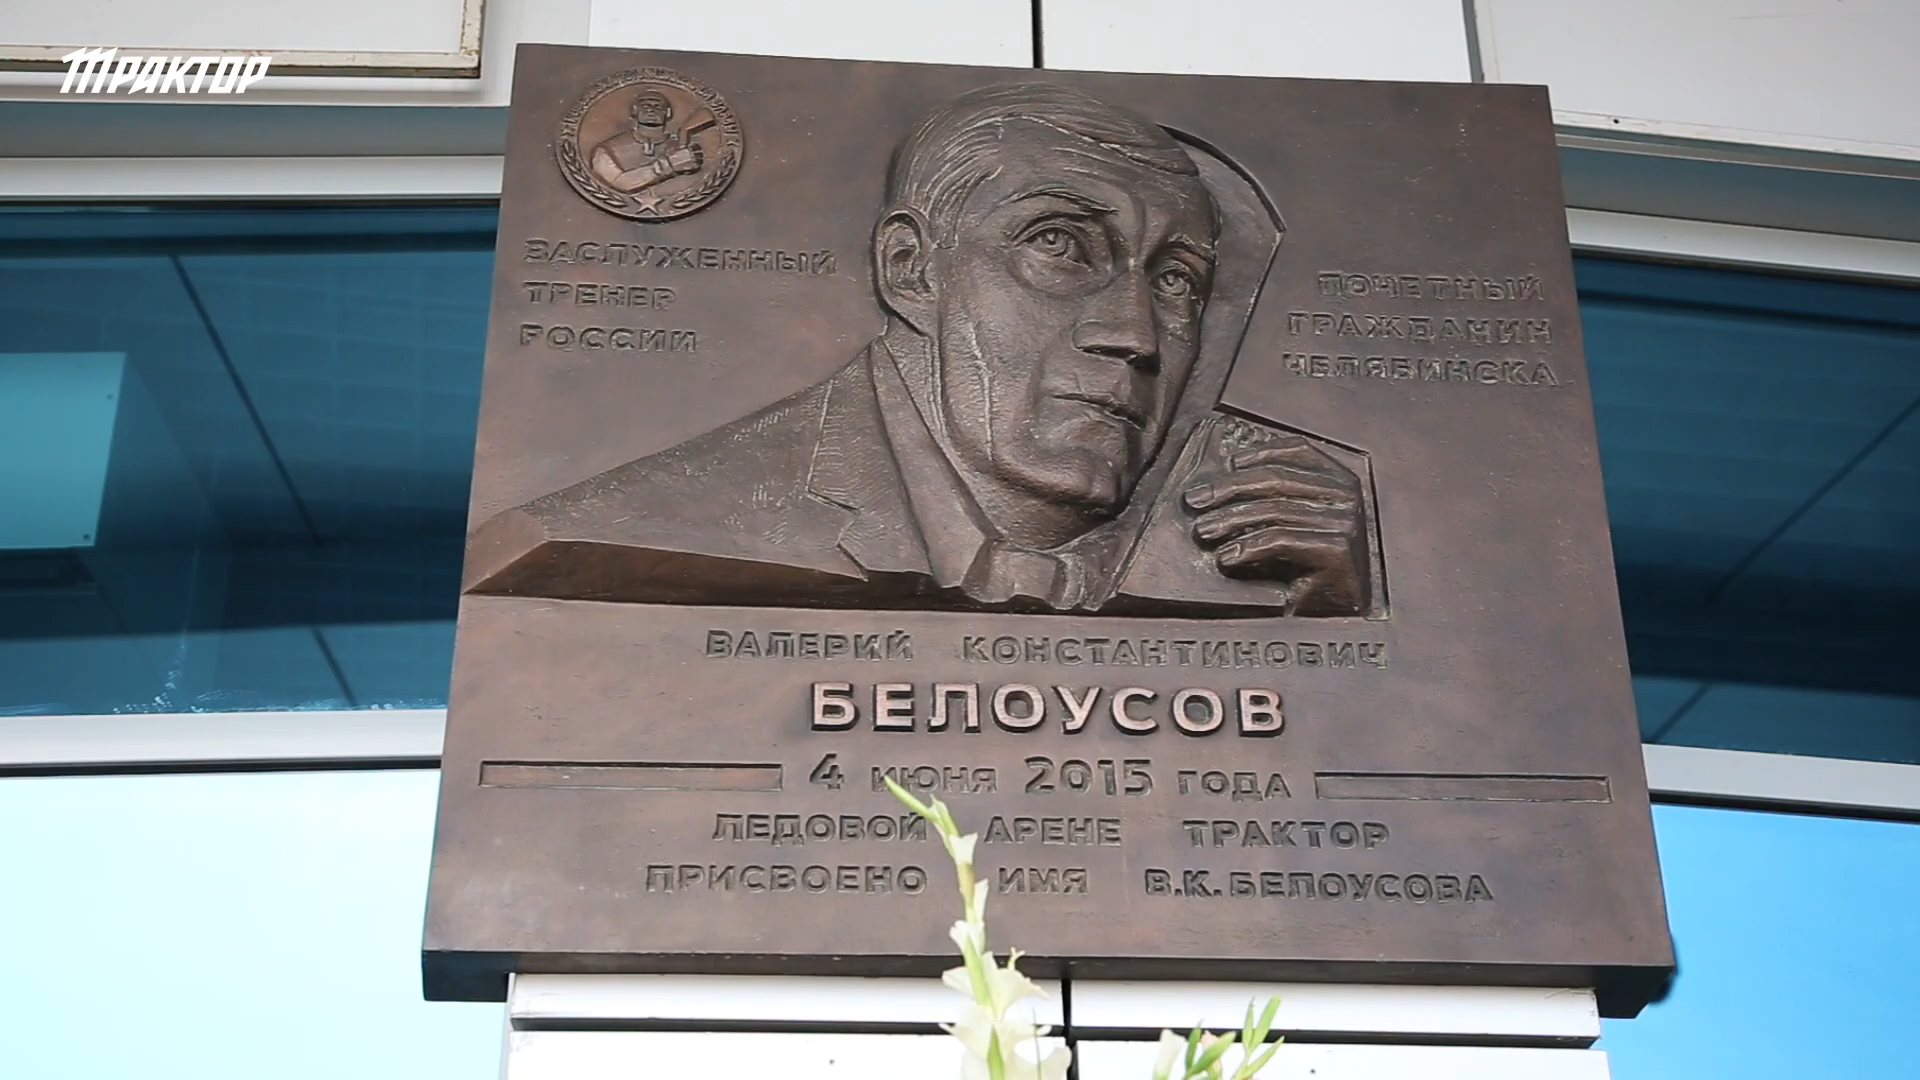 ТРАКТОР
ЗАСЛУЖЕННЫЙ
ТРЕНЕР
РОССИИ
ПОЧЕТНЫЙ
ГРАЖДАНИН
ЧЕЛЯБИНСКА
ВАЛЕРИЙ КОНСТАНТИНОВИЧ
БЕЛОУСОВ
4 ИЮНЯ 2015 ГОДА
ЛЕДОВОЙ АРЕНЕ ТРАКТОР
ПРИСВОЕНО ИМЯ В.К.БЕЛОУСОВА